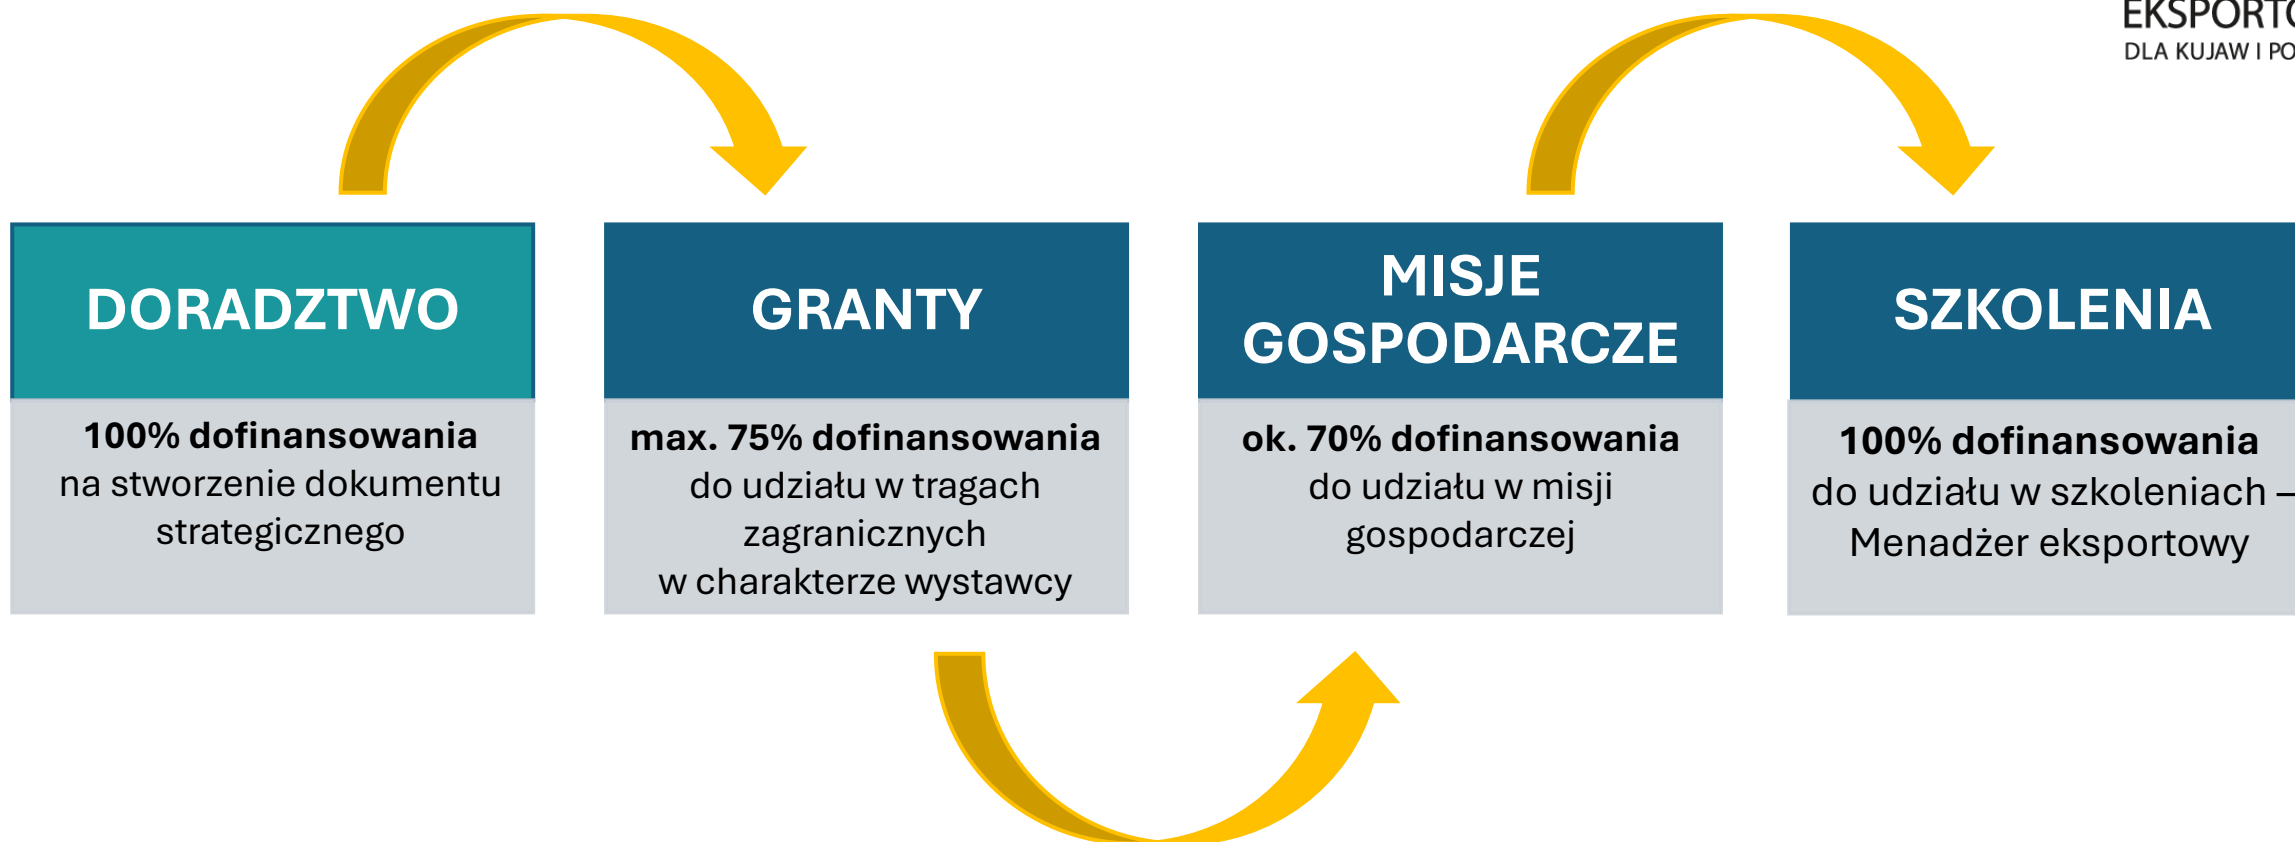 EKSPORTO
DLA KUJAW I PO
DORADZTWO
100% dofinansowania
na stworzenie dokumentu
strategicznego
GRANTY
max. 75% dofinansowania
do udziału w tragach
zagranicznych
w charakterze wystawcy
MISJE
GOSPODARCZE
ok. 70% dofinansowania
do udziału w misji
gospodarczej
SZKOLENIA
100% dofinansowania
do udziału w szkoleniach –
Menadżer eksportowy